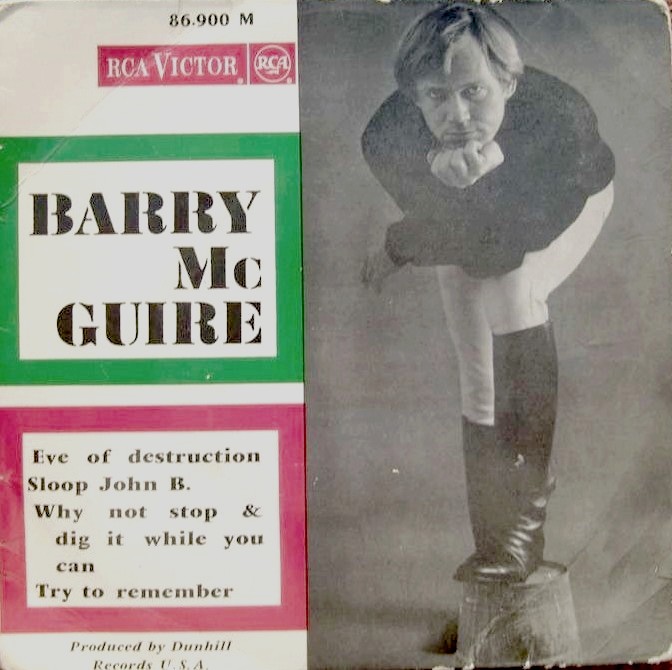 86.900 M
RCA VICTOR RCA
BARRY
Mc
GUIRE
Eve of destruction
Sloop John B.
Why not stop &
dig it while you
can
Try to remember
Produced by Dunhill
Records U.S.A.